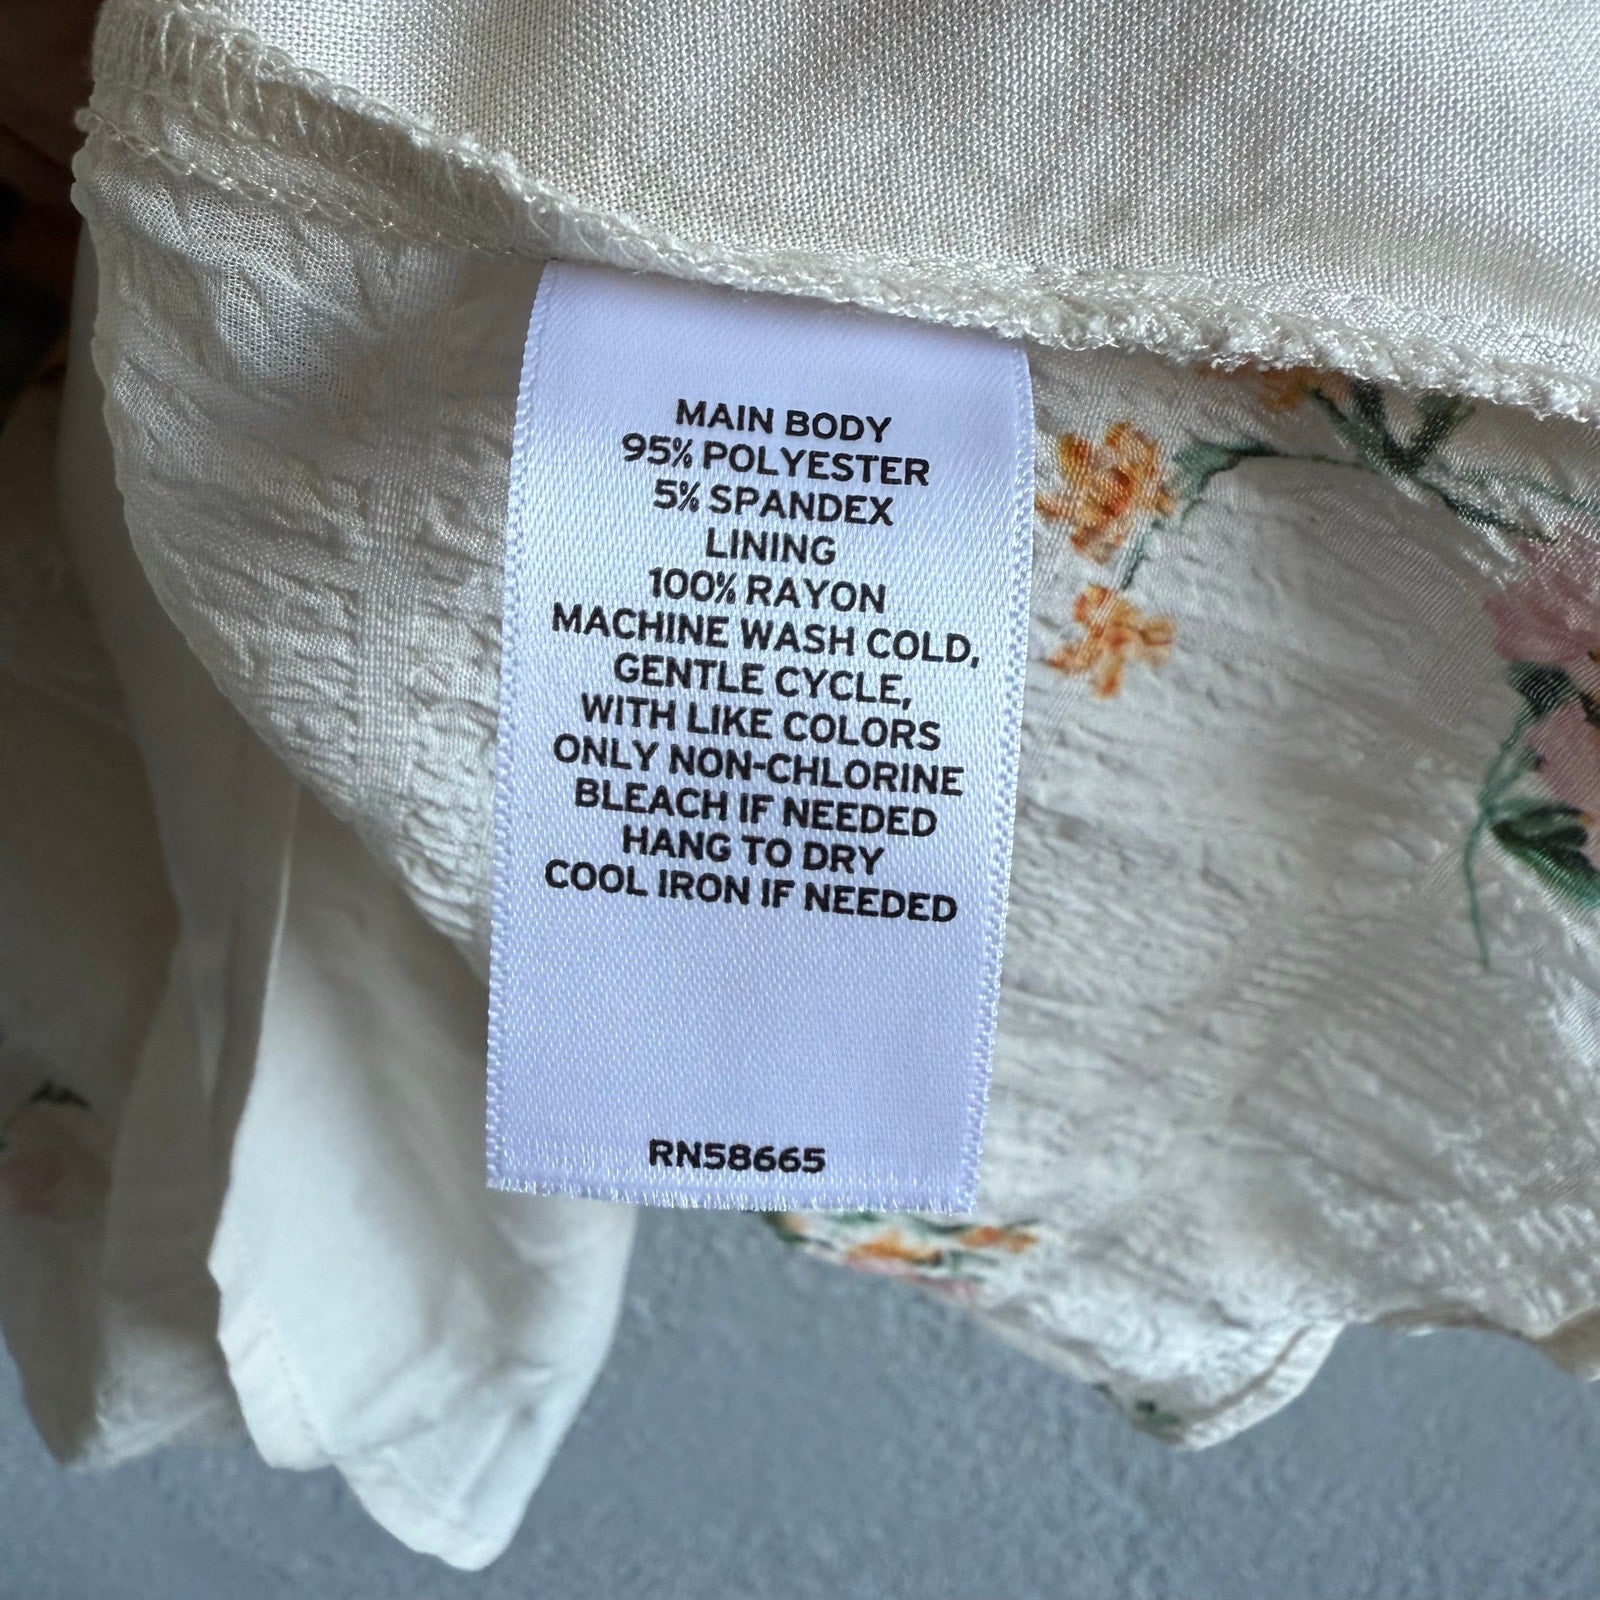 MAIN BODY
95% POLYESTER
5% SPANDEX
LINING
100% RAYON
MACHINE WASH COLD,
GENTLE CYCLE,
WITH LIKE COLORS
ONLY NON-CHLORINE
BLEACH IF NEEDED
HANG TO DRY
COOL IRON IF NEEDED
RN58665